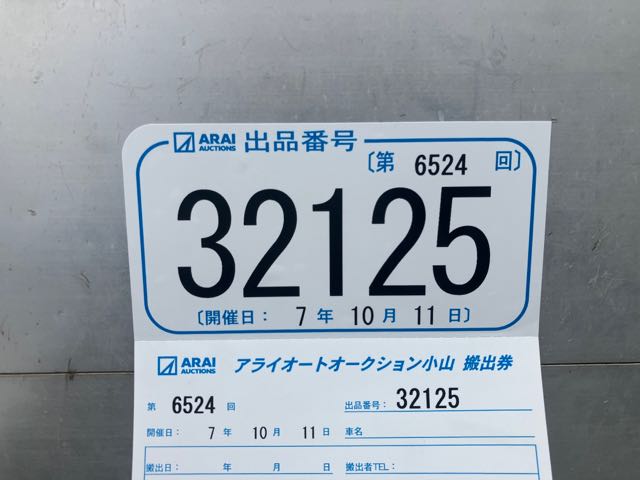 ARAI AUCTIONS 出品番号
〔第 6524 回〕
32125
〔開催日： 7 年 10 月 11 日〕
ARAI AUCTIONS アライオートオークション小山 搬出券
第 6524 回 出品番号： 32125
開催日： 7 年 10 月 11 日 車名
搬出日： 年 月 日 搬出者TEL：